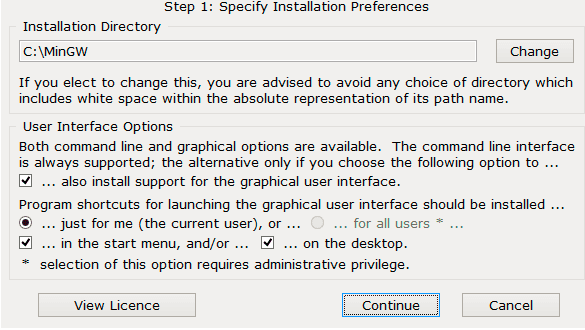 Step 1: Specify Installation Preferences
Installation Directory
C:\MinGW
Change
If you elect to change this, you are advised to avoid any choice of directory which
includes white space within the absolute representation of its path name.
User Interface Options
Both command line and graphical options are available. The command line interface
is always supported; the alternative only if you choose the following option to ...
... also install support for the graphical user interface.
Program shortcuts for launching the graphical user interface should be installed ...
... just for me (the current user), or ... ... for all users * ...
... in the start menu, and/or ... ... on the desktop.
* selection of this option requires administrative privilege.
View Licence Continue Cancel